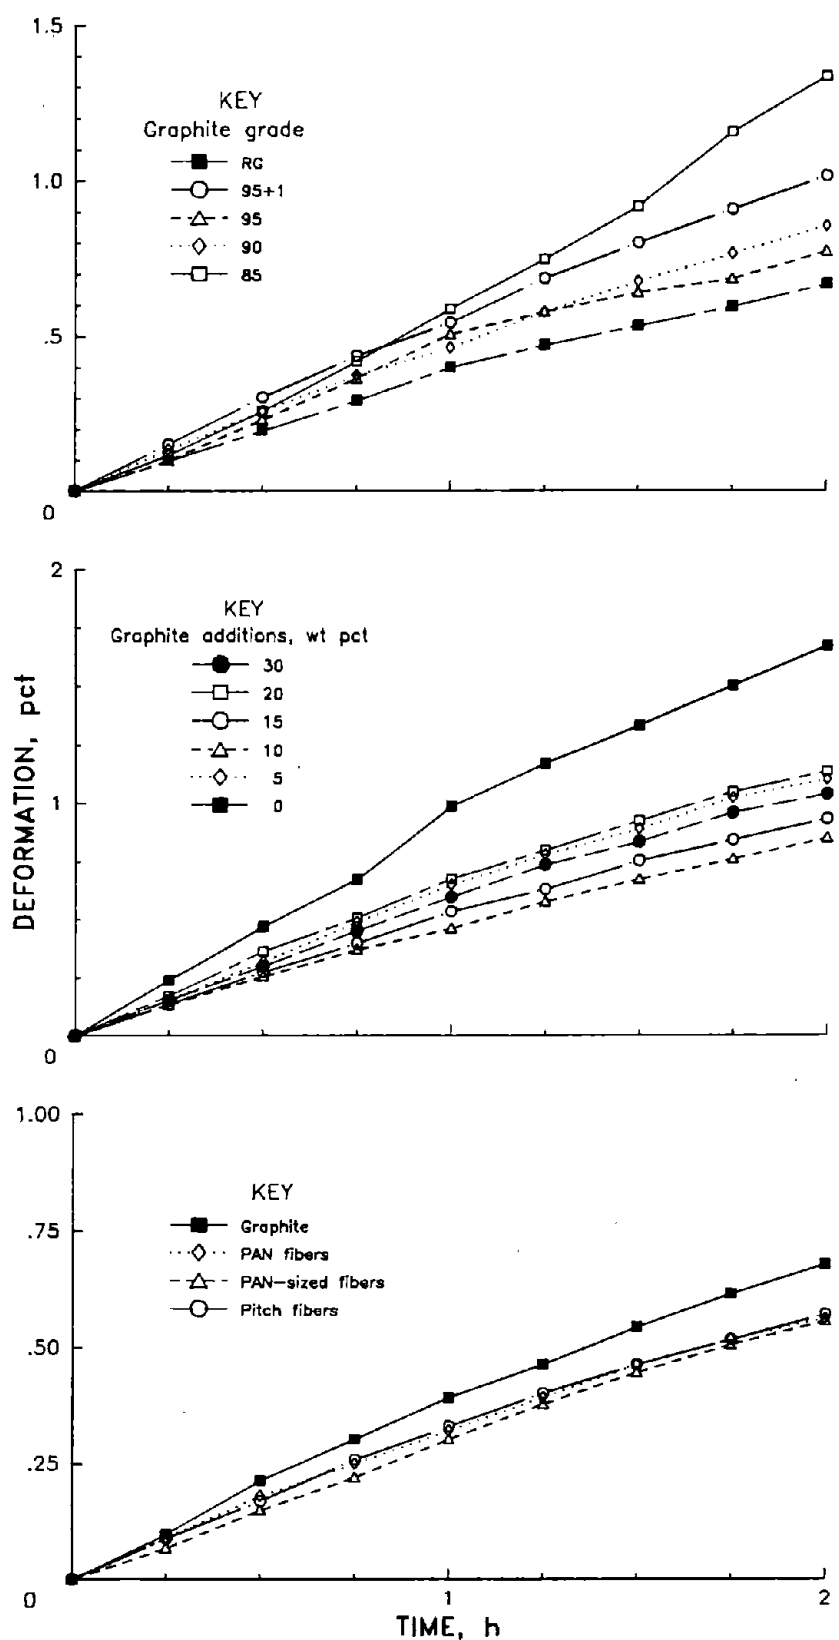 1.5
KEY
Graphite grade
RG
95+1
1.0
95
90
85
.5
0
2
KEY
Graphite additions, wt pct
30
20
15
10
5
1
0
DEFORMATION, pct
0
1.00
KEY
Graphite
.75
PAN fibers
PAN-sized fibers
Pitch fibers
.50
.25
0
1
2
TIME, h